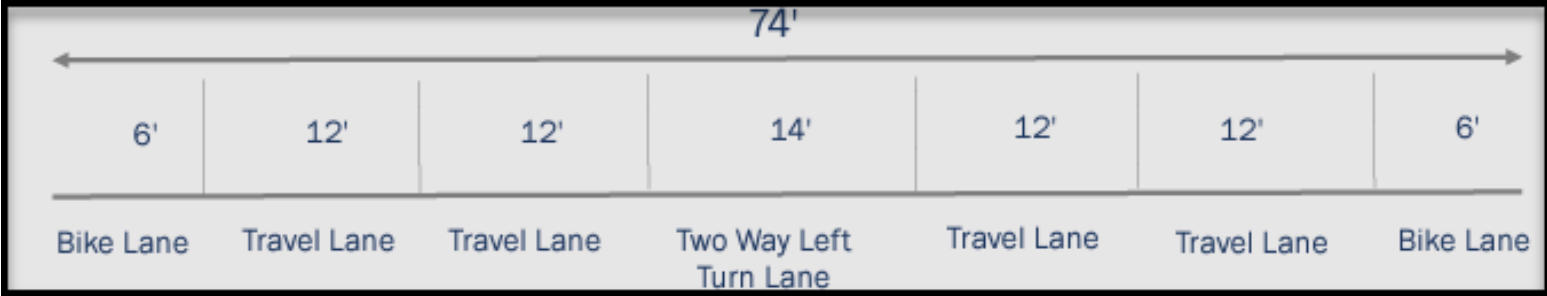 74'
6' 12' 12' 14' 12' 12' 6'
Bike Lane Travel Lane Travel Lane Two Way Left Travel Lane Travel Lane Bike Lane
Turn Lane